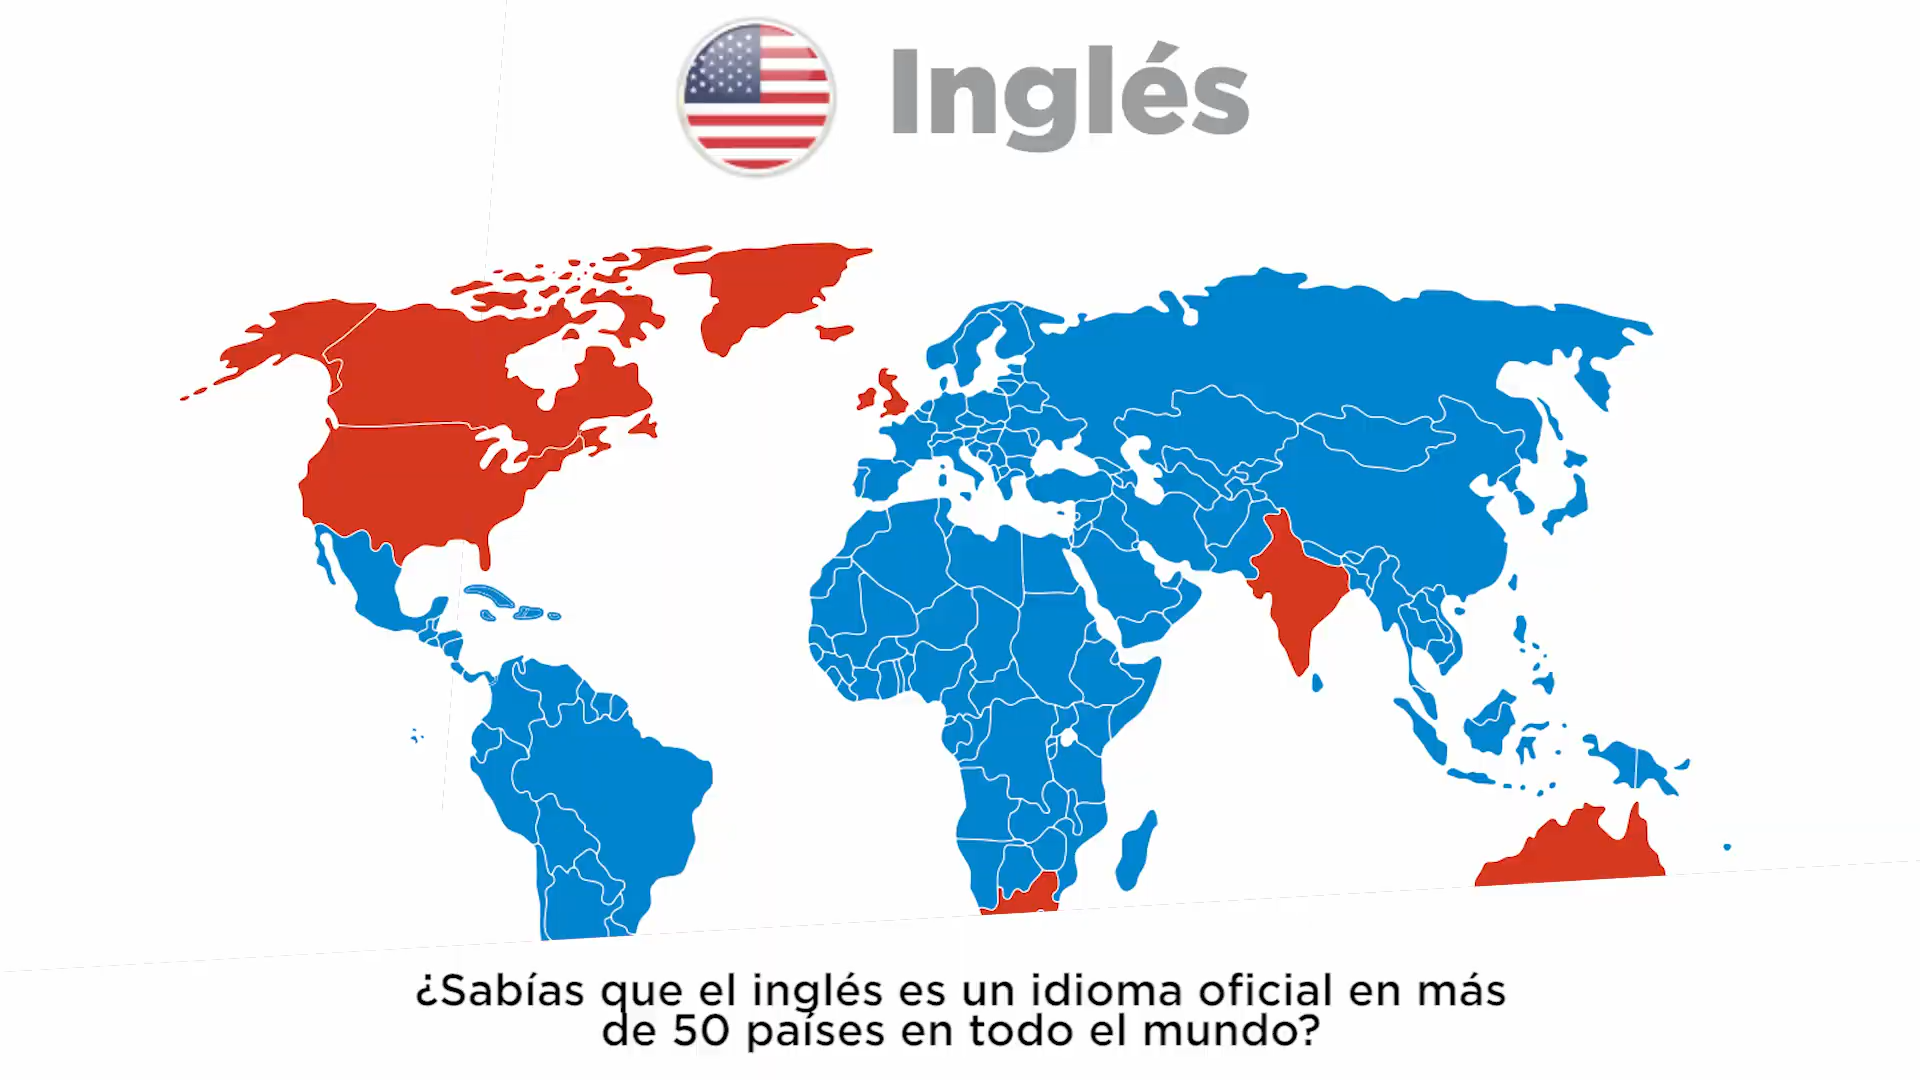 Inglés
¿Sabías que el inglés es un idioma oficial en más
de 50 países en todo el mundo?